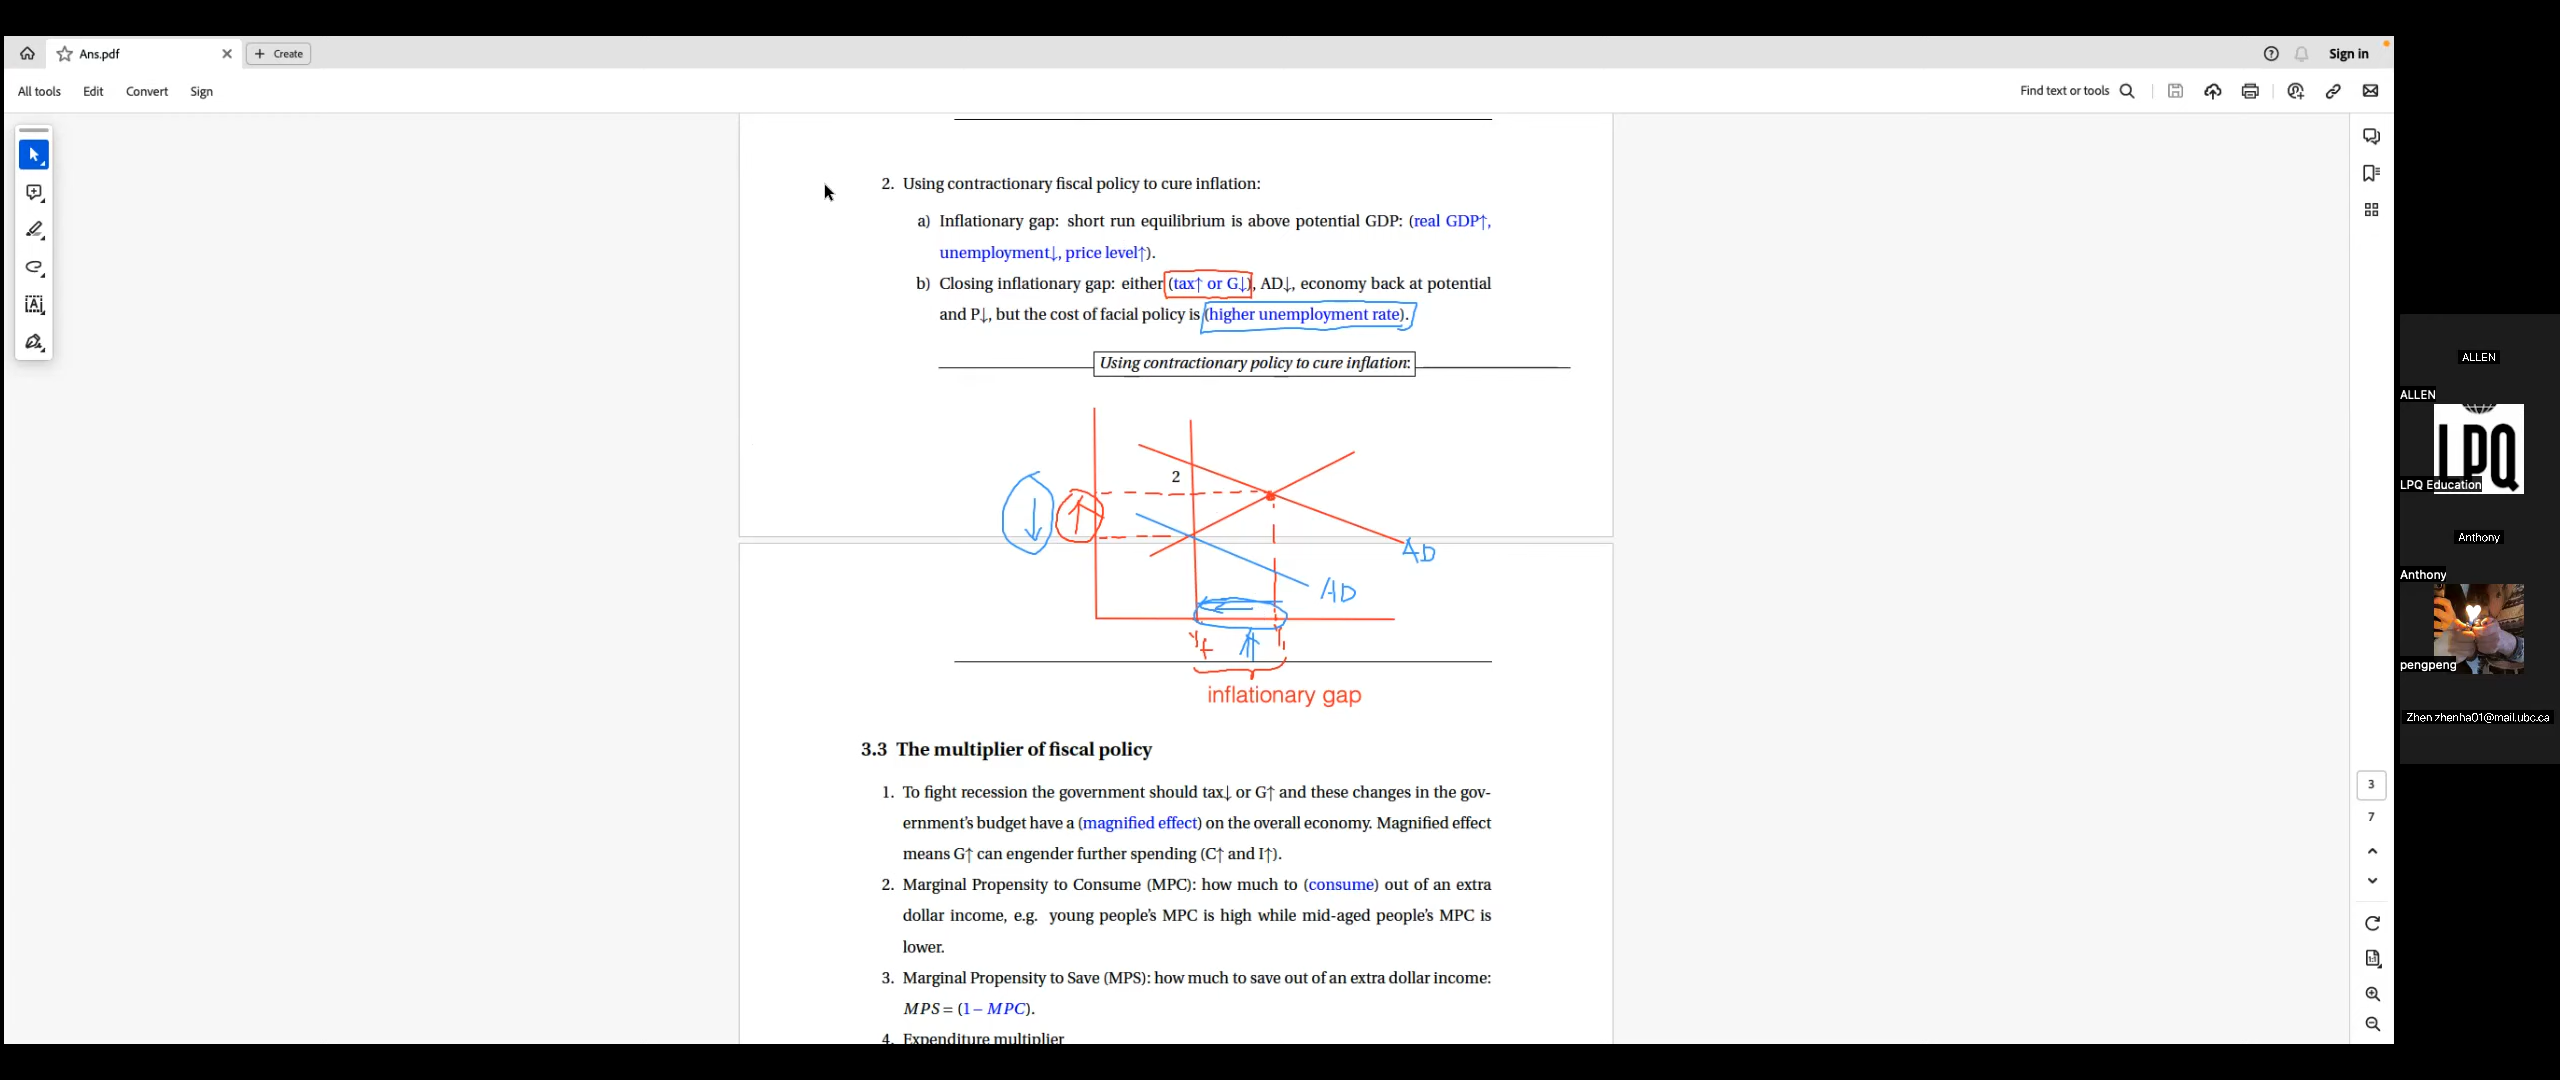 Ans.pdf
Create
Sign in
All tools Edit Convert Sign
Find text or tools
2. Using contractionary fiscal policy to cure inflation:
a) Inflationary gap: short run equilibrium is above potential GDP: (real GDP↑,
unemployment↓, price level↑).
b) Closing inflationary gap: either (tax↑ or G↓), AD↓, economy back at potential
and P↓, but the cost of facial policy is (higher unemployment rate).
Using contractionary policy to cure inflation:
2
AD
AD
Yf Y1
inflationary gap
3.3 The multiplier of fiscal policy
1. To fight recession the government should tax↓ or G↑ and these changes in the gov-
ernment's budget have a (magnified effect) on the overall economy. Magnified effect
means G↑ can engender further spending (C↑ and I↑).
2. Marginal Propensity to Consume (MPC): how much to (consume) out of an extra
dollar income, e.g. young people's MPC is high while mid-aged people's MPC is
lower.
3. Marginal Propensity to Save (MPS): how much to save out of an extra dollar income:
MPS = (1 − MPC).
4. Expenditure multiplier
3
7
ALLEN
ALLEN
LPQ
LPQ Education
Anthony
Anthony
pengpeng
Zhen zhenha01@mail.ubc.ca